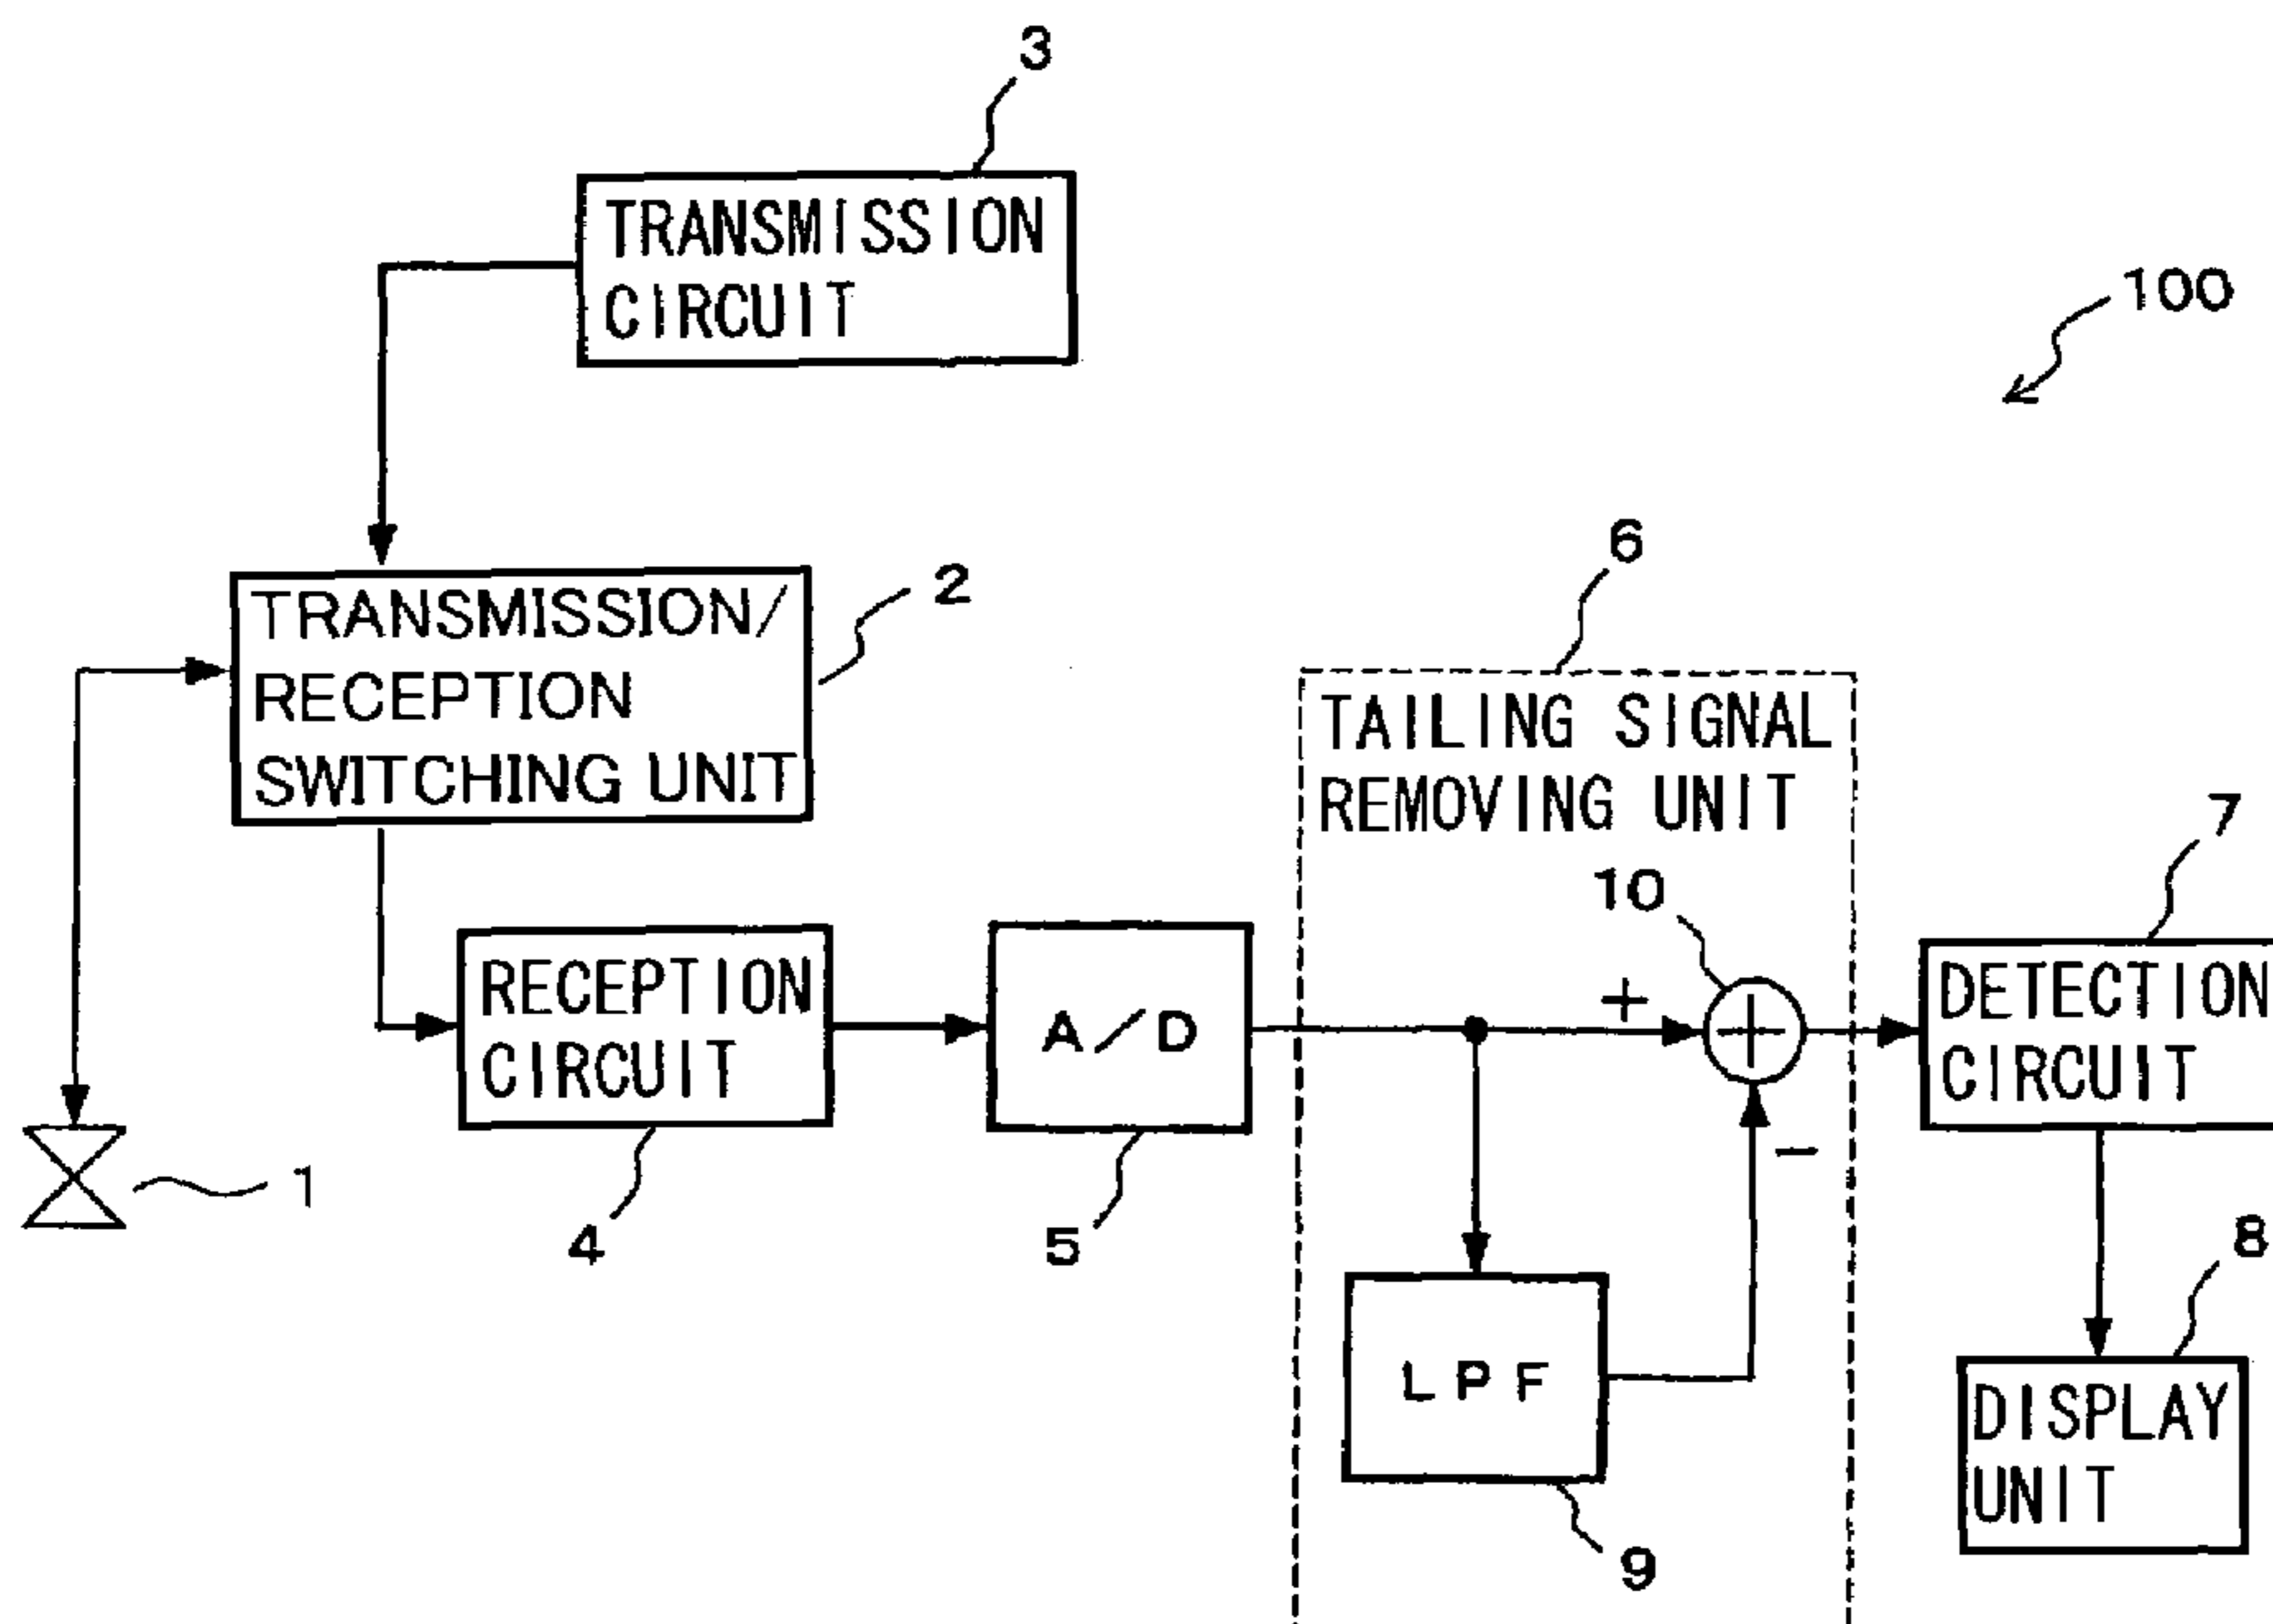 3
TRANSMISSION
CIRCUIT
100
2
TRANSMISSION/
RECEPTION
SWITCHING UNIT
6
TAILING SIGNAL
REMOVING UNIT
10
7
+
RECEPTION
CIRCUIT
A/D
DETECTION
CIRCUIT
-
1
4
5
8
LPF
DISPLAY
UNIT
9